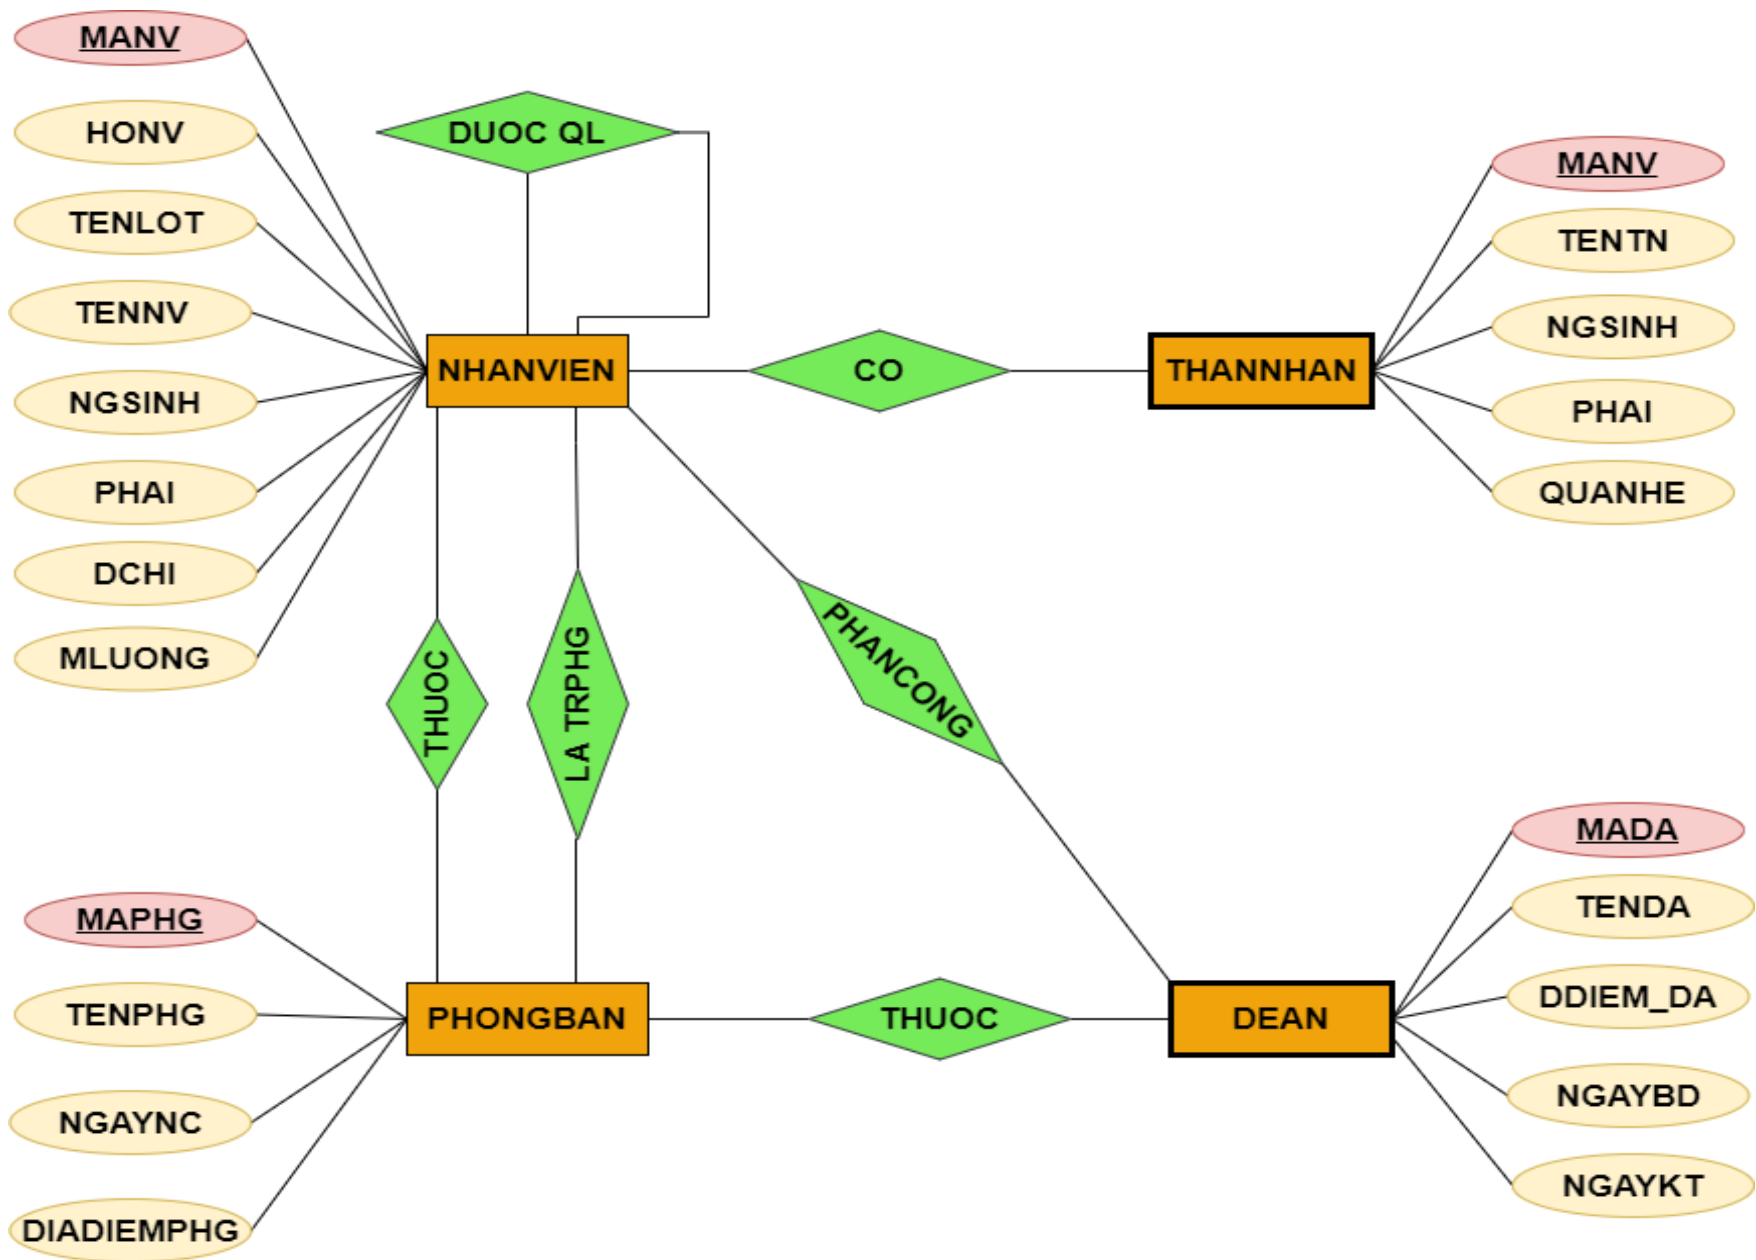 MANV
HONV
TENLOT
TENNV
NGSINH
PHAI
DCHI
MLUONG
DUOC QL
NHANVIEN
CO
THANNHAN
MANV
TENTN
NGSINH
PHAI
QUANHE
THUOC
LA TRPHG
PHANCONG
MAPHG
TENPHG
NGAYNC
DIADIEMPHG
PHONGBAN
THUOC
DEAN
MADA
TENDA
DDIEM_DA
NGAYBD
NGAYKT